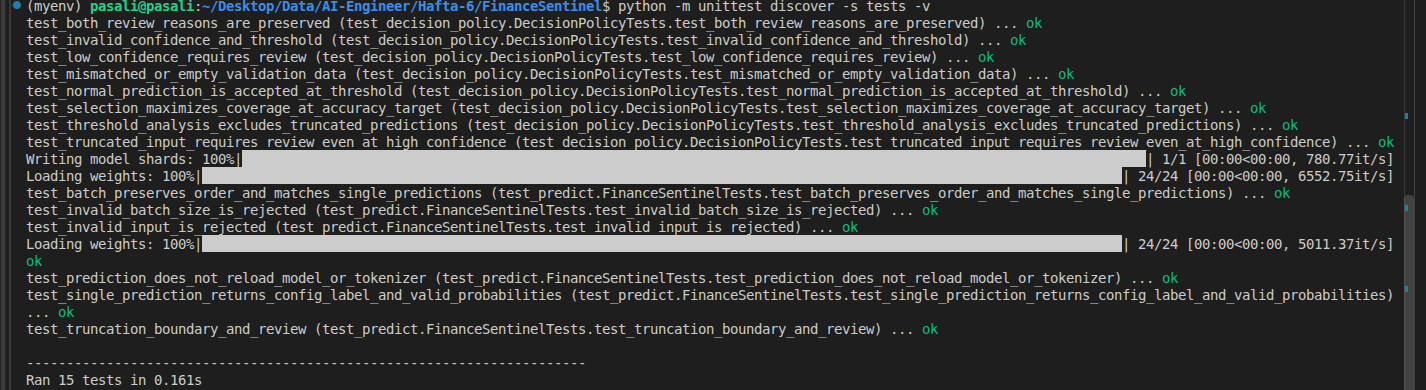 (myenv) pasali@pasali:~/Desktop/Data/AI-Engineer/Hafta-6/FinanceSentinel$ python -m unittest discover -s tests -v
test_both_review_reasons_are_preserved (test_decision_policy.DecisionPolicyTests.test_both_review_reasons_are_preserved) ... ok
test_invalid_confidence_and_threshold (test_decision_policy.DecisionPolicyTests.test_invalid_confidence_and_threshold) ... ok
test_low_confidence_requires_review (test_decision_policy.DecisionPolicyTests.test_low_confidence_requires_review) ... ok
test_mismatched_or_empty_validation_data (test_decision_policy.DecisionPolicyTests.test_mismatched_or_empty_validation_data) ... ok
test_normal_prediction_is_accepted_at_threshold (test_decision_policy.DecisionPolicyTests.test_normal_prediction_is_accepted_at_threshold) ... ok
test_selection_maximizes_coverage_at_accuracy_target (test_decision_policy.DecisionPolicyTests.test_selection_maximizes_coverage_at_accuracy_target) ... ok
test_threshold_analysis_excludes_truncated_predictions (test_decision_policy.DecisionPolicyTests.test_threshold_analysis_excludes_truncated_predictions) ... ok
test_truncated_input_requires_review_even_at_high_confidence (test_decision_policy.DecisionPolicyTests.test_truncated_input_requires_review_even_at_high_confidence) ... ok
Writing model shards: 100%|| 1/1 [00:00<00:00, 780.77it/s]
Loading weights: 100%|| 24/24 [00:00<00:00, 6552.75it/s]
test_batch_preserves_order_and_matches_single_predictions (test_predict.FinanceSentinelTests.test_batch_preserves_order_and_matches_single_predictions) ... ok
test_invalid_batch_size_is_rejected (test_predict.FinanceSentinelTests.test_invalid_batch_size_is_rejected) ... ok
test_invalid_input_is_rejected (test_predict.FinanceSentinelTests.test_invalid_input_is_rejected) ... ok
Loading weights: 100%|| 24/24 [00:00<00:00, 5011.37it/s]
ok
test_prediction_does_not_reload_model_or_tokenizer (test_predict.FinanceSentinelTests.test_prediction_does_not_reload_model_or_tokenizer) ... ok
test_single_prediction_returns_config_label_and_valid_probabilities (test_predict.FinanceSentinelTests.test_single_prediction_returns_config_label_and_valid_probabilities)
... ok
test_truncation_boundary_and_review (test_predict.FinanceSentinelTests.test_truncation_boundary_and_review) ... ok
----------------------------------------------------------------------
Ran 15 tests in 0.161s